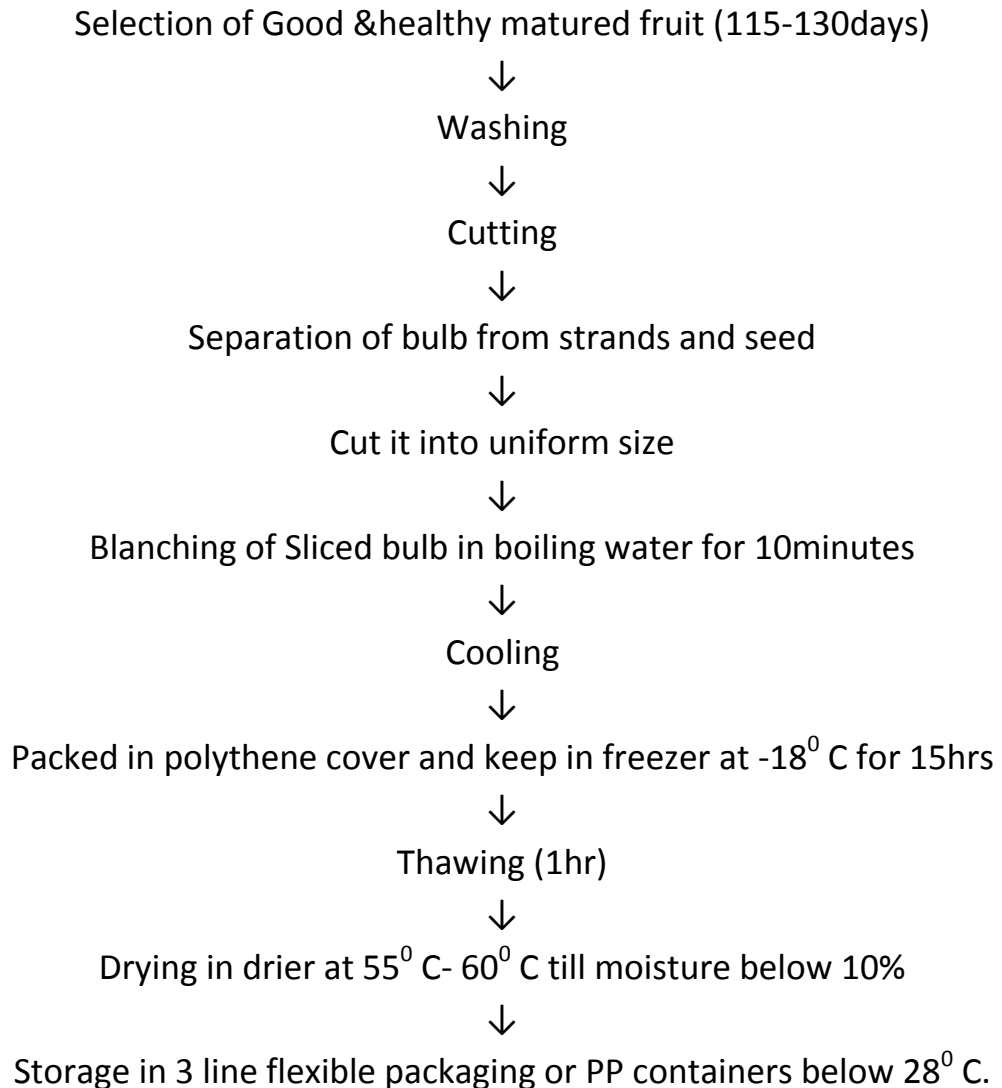 Selection of Good &healthy matured fruit (115-130days)
↓
Washing
↓
Cutting
↓
Separation of bulb from strands and seed
↓
Cut it into uniform size
↓
Blanching of Sliced bulb in boiling water for 10minutes
↓
Cooling
↓
Packed in polythene cover and keep in freezer at -18⁰ C for 15hrs
↓
Thawing (1hr)
↓
Drying in drier at 55⁰ C- 60⁰ C till moisture below 10%
↓
Storage in 3 line flexible packaging or PP containers below 28⁰ C.